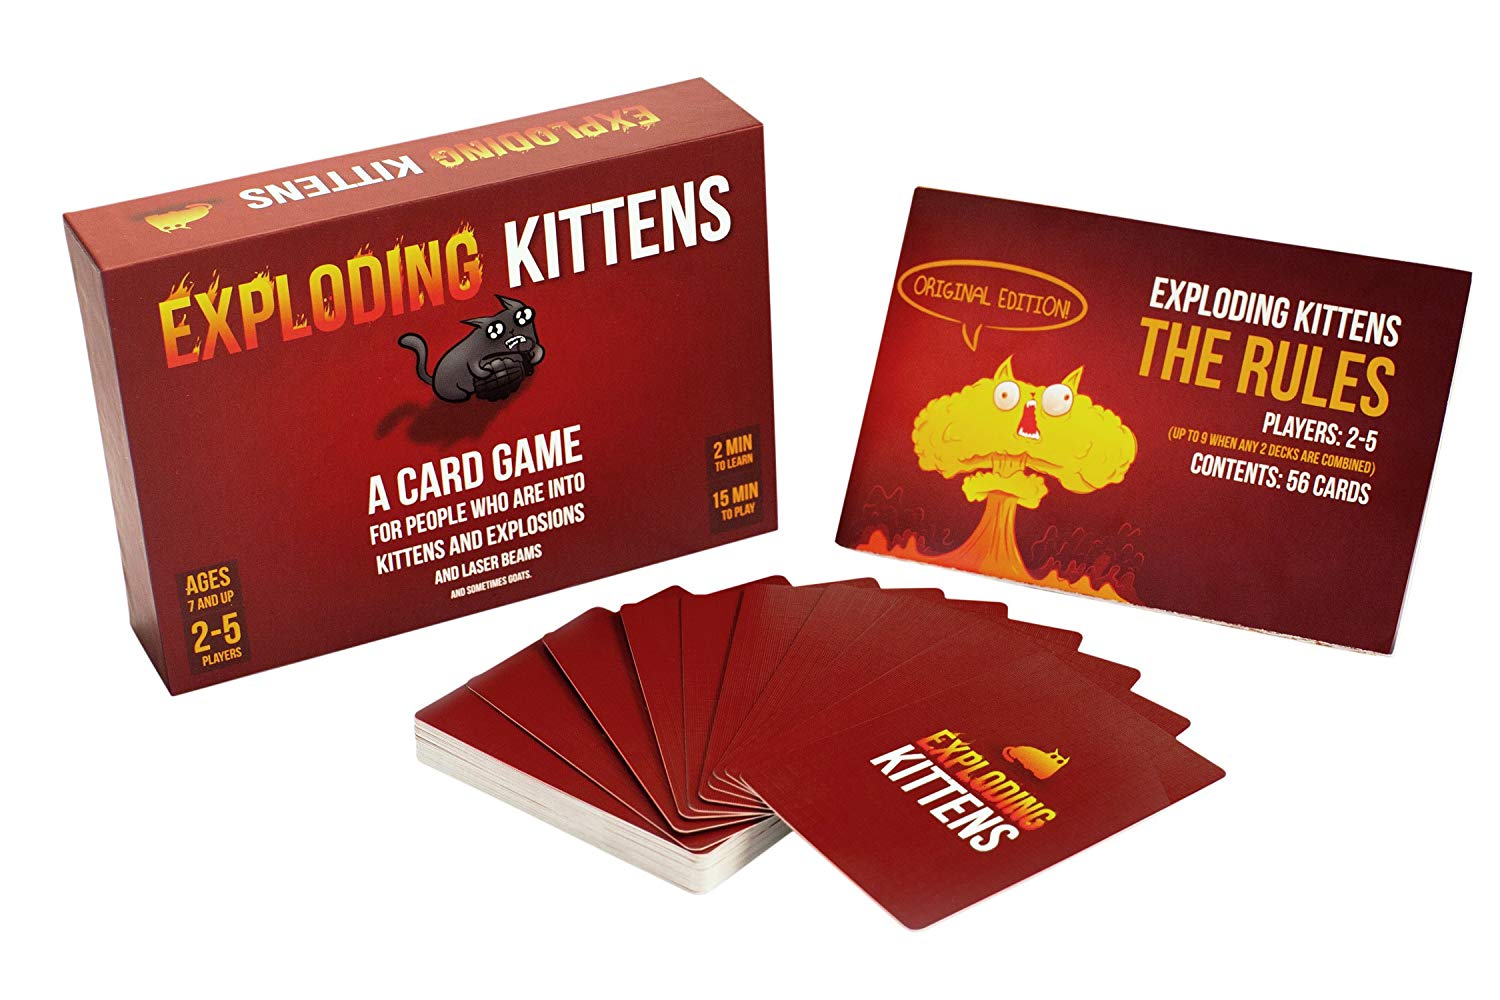 EXPLODING KITTENS
EXPLODING KITTENS
A CARD GAME
FOR PEOPLE WHO ARE INTO
KITTENS AND EXPLOSIONS
AND LASER BEAMS
AND SOMETIMES GOATS.
2 MIN
TO LEARN
15 MIN
TO PLAY
AGES
7 AND UP
2-5
PLAYERS
ORIGINAL EDITION!
EXPLODING KITTENS
THE RULES
PLAYERS: 2-5
(UP TO 9 WHEN ANY 2 DECKS ARE COMBINED)
CONTENTS: 56 CARDS
EXPLODING
KITTENS